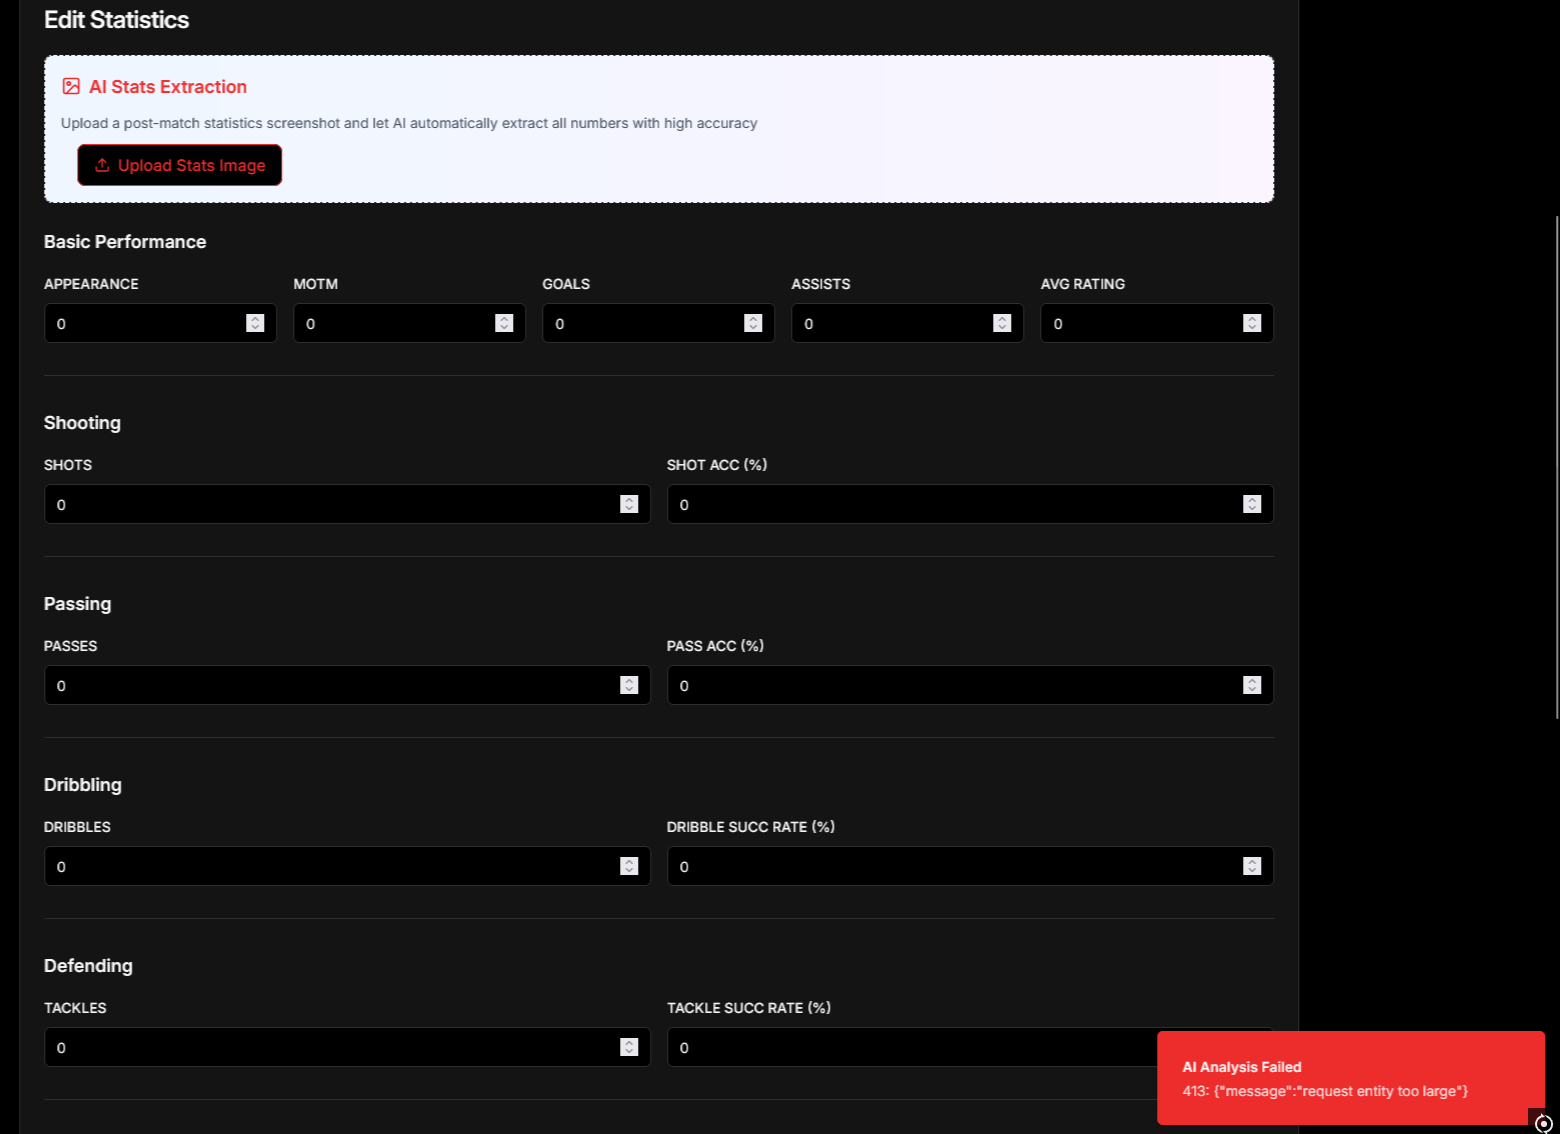 Edit Statistics
AI Stats Extraction
Upload a post-match statistics screenshot and let AI automatically extract all numbers with high accuracy
Upload Stats Image
Basic Performance
APPEARANCE MOTM GOALS ASSISTS AVG RATING
0 0 0 0 0
Shooting
SHOTS SHOT ACC (%)
0 0
Passing
PASSES PASS ACC (%)
0 0
Dribbling
DRIBBLES DRIBBLE SUCC RATE (%)
0 0
Defending
TACKLES TACKLE SUCC RATE (%)
0 0
AI Analysis Failed
413: {"message":"request entity too large"}